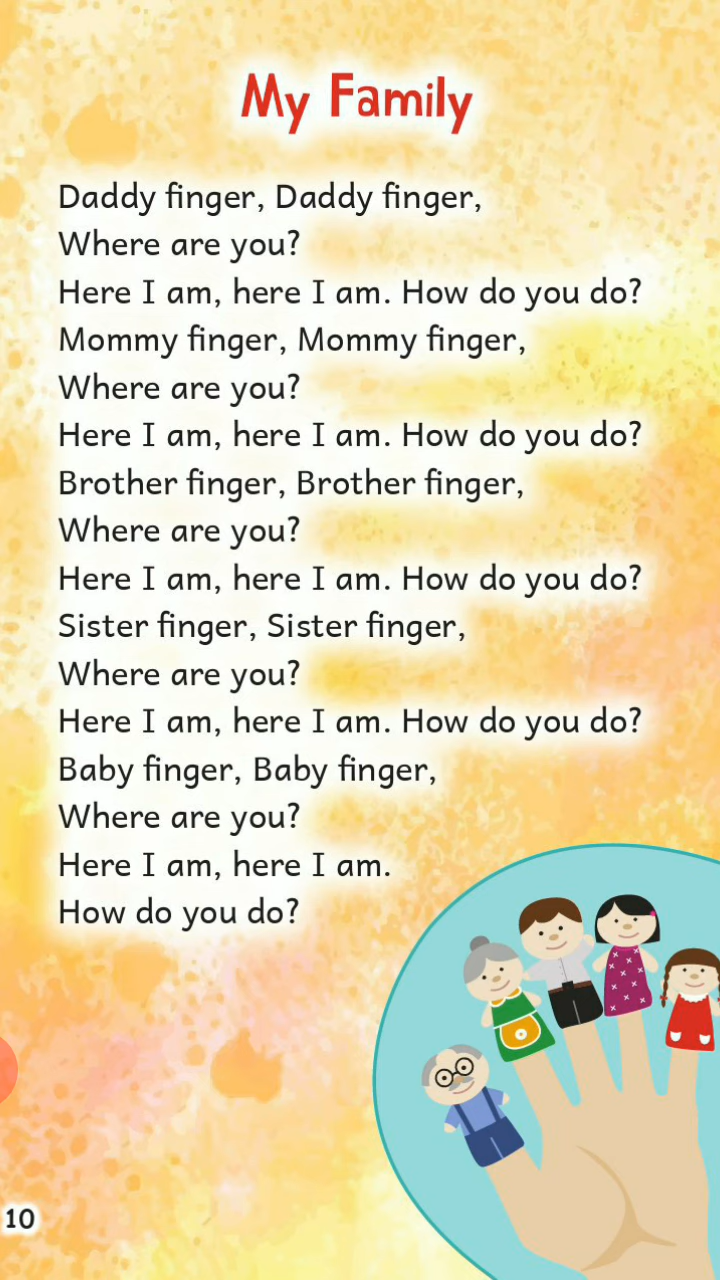 My Family
Daddy finger, Daddy finger,
Where are you?
Here I am, here I am. How do you do?
Mommy finger, Mommy finger,
Where are you?
Here I am, here I am. How do you do?
Brother finger, Brother finger,
Where are you?
Here I am, here I am. How do you do?
Sister finger, Sister finger,
Where are you?
Here I am, here I am. How do you do?
Baby finger, Baby finger,
Where are you?
Here I am, here I am.
How do you do?
10